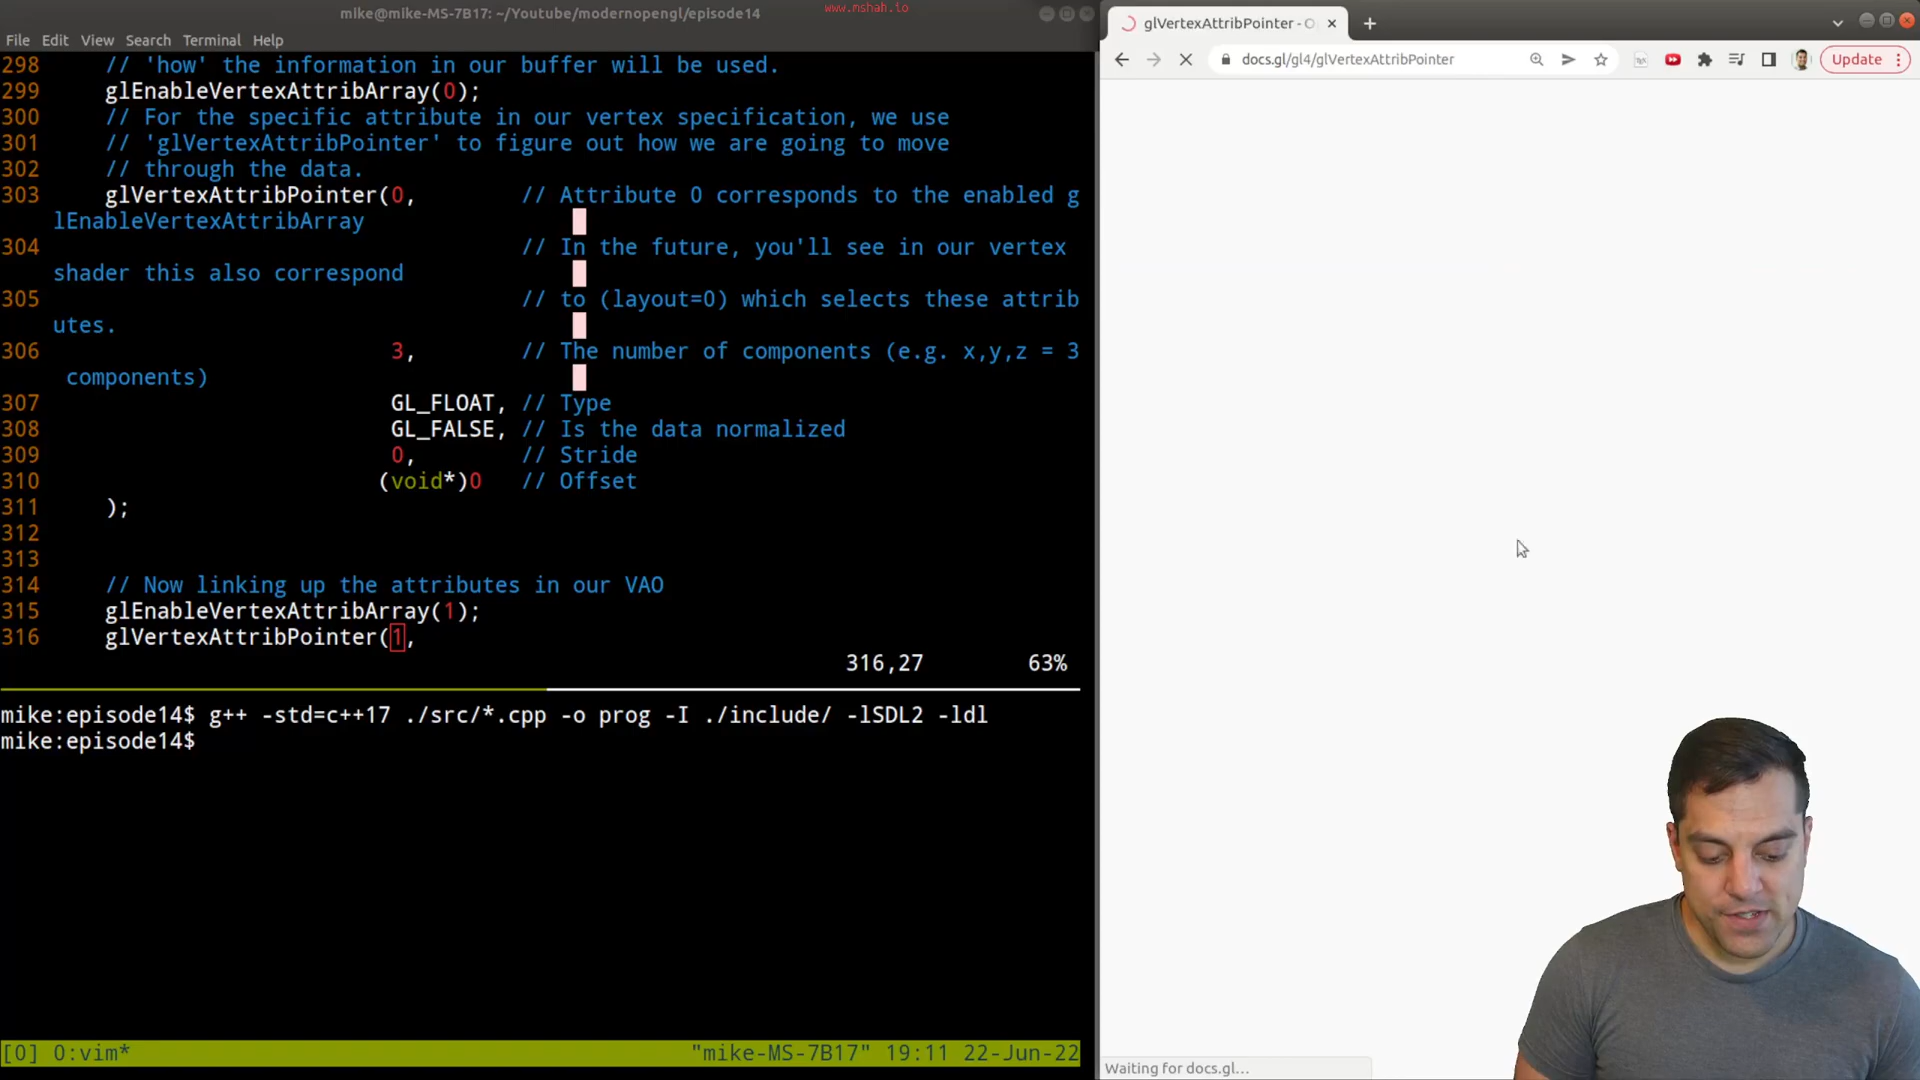 mike@mike-MS-7B17: ~/Youtube/modernopengl/episode14
www.mshah.io
File Edit View Search Terminal Help
298 // 'how' the information in our buffer will be used.
299 glEnableVertexAttribArray(0);
300 // For the specific attribute in our vertex specification, we use
301 // 'glVertexAttribPointer' to figure out how we are going to move
302 // through the data.
303 glVertexAttribPointer(0, // Attribute 0 corresponds to the enabled g
lEnableVertexAttribArray
304 // In the future, you'll see in our vertex
shader this also correspond
305 // to (layout=0) which selects these attrib
utes.
306 3, // The number of components (e.g. x,y,z = 3
components)
307 GL_FLOAT, // Type
308 GL_FALSE, // Is the data normalized
309 0, // Stride
310 (void*)0 // Offset
311 );
312
313
314 // Now linking up the attributes in our VAO
315 glEnableVertexAttribArray(1);
316 glVertexAttribPointer(1,
316,27 63%
mike:episode14$ g++ -std=c++17 ./src/*.cpp -o prog -I ./include/ -lSDL2 -ldl
mike:episode14$
[0] 0:vim* "mike-MS-7B17" 19:11 22-Jun-22
glVertexAttribPointer - O
docs.gl/gl4/glVertexAttribPointer
Update
Waiting for docs.gl...